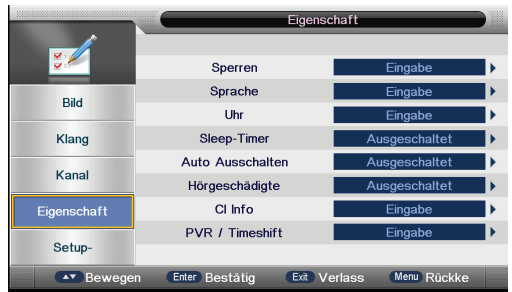 Eigenschaft
Sperren Eingabe
Sprache Eingabe
Uhr Eingabe
Sleep-Timer Ausgeschaltet
Auto Ausschalten Ausgeschaltet
Hörgeschädigte Ausgeschaltet
CI Info Eingabe
PVR / Timeshift Eingabe
Bild
Klang
Kanal
Eigenschaft
Setup-
Bewegen Enter Bestätig Exit Verlass Menu Rückke